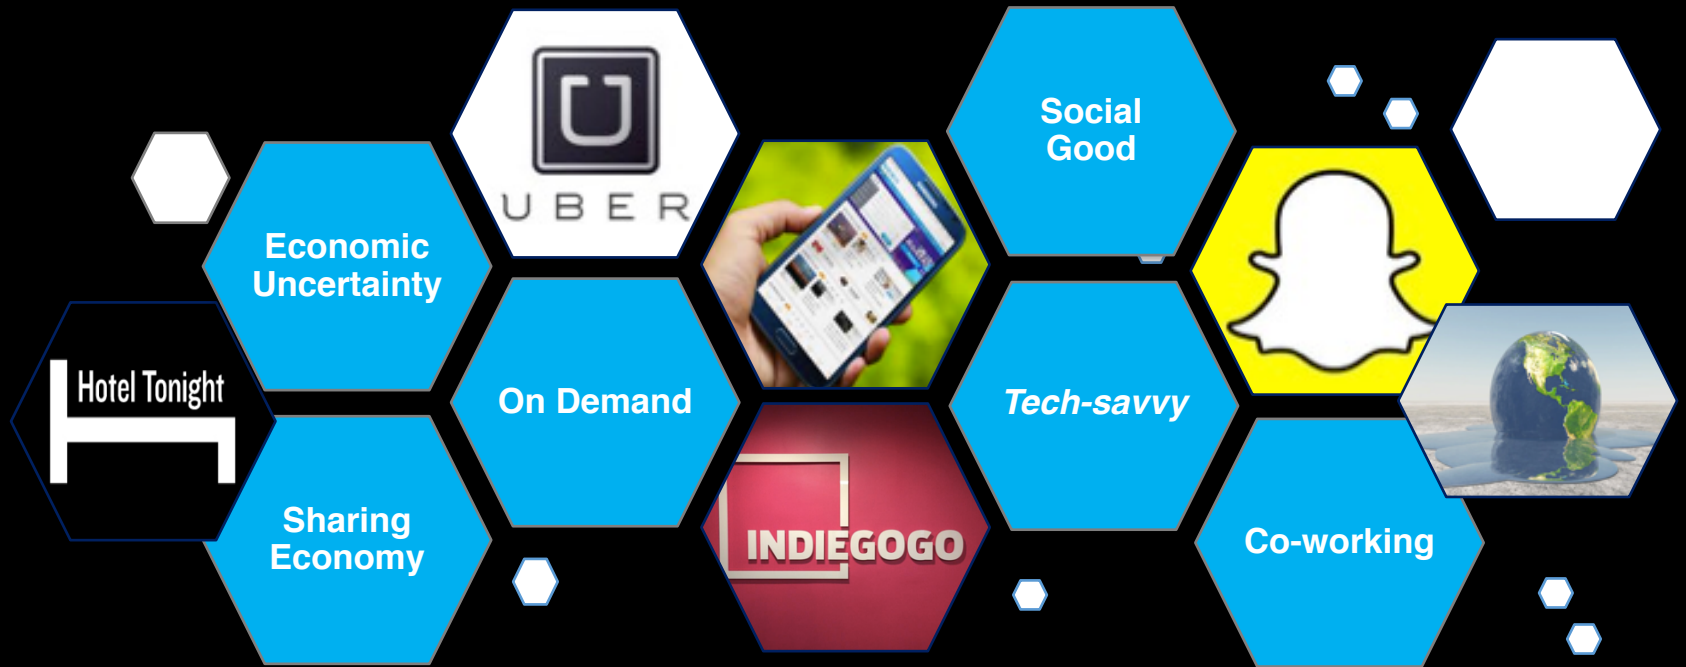 UBER
Social
Good
Economic
Uncertainty
Hotel Tonight
On Demand
Tech-savvy
Sharing
Economy
INDIEGOGO
Co-working